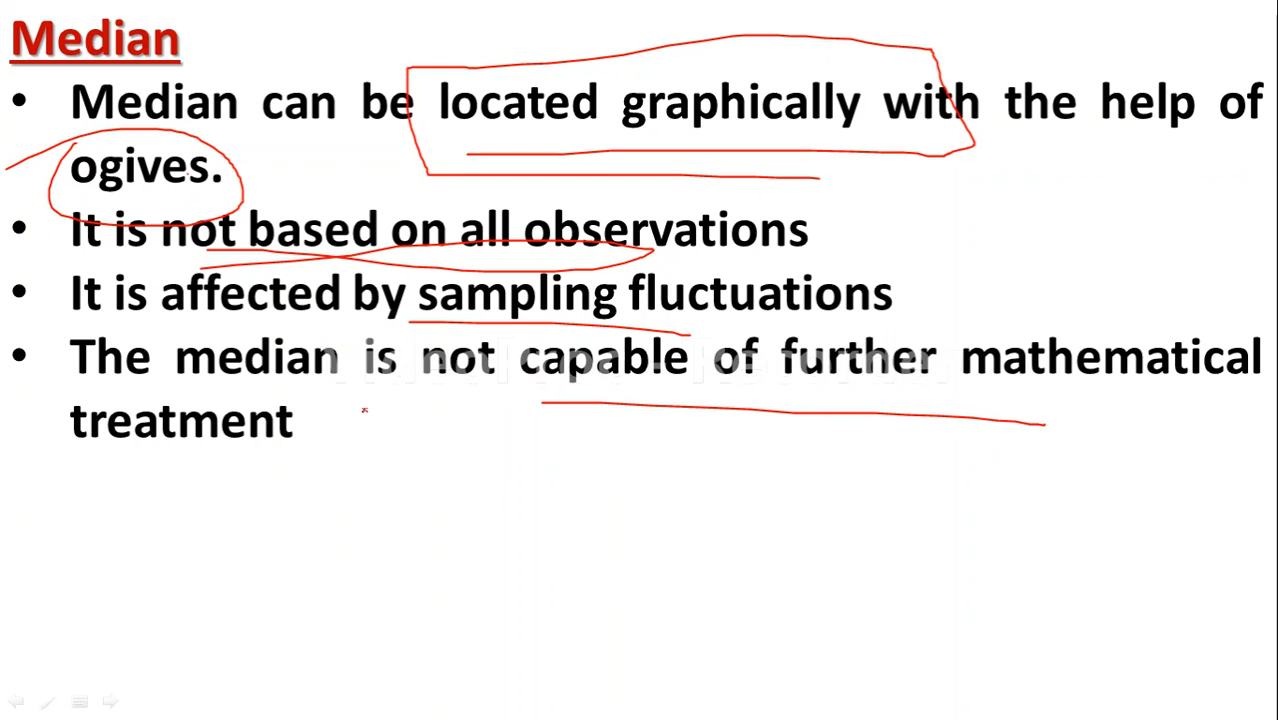 Median
• Median can be located graphically with the help of
ogives.
• It is not based on all observations
• It is affected by sampling fluctuations
• The median is not capable of further mathematical
treatment